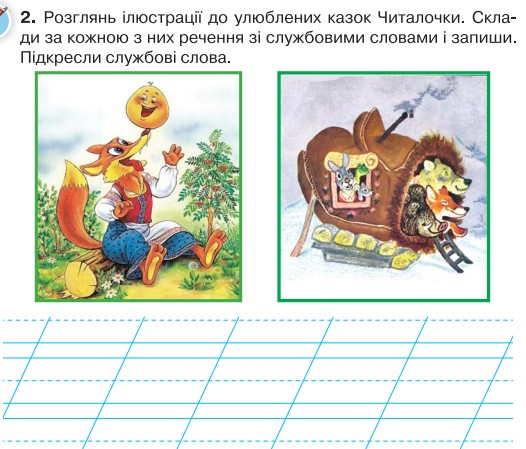 2. Розглянь ілюстрації до улюблених казок Читалочки. Скла-
ди за кожною з них речення зі службовими словами і запиши.
Підкресли службові слова.